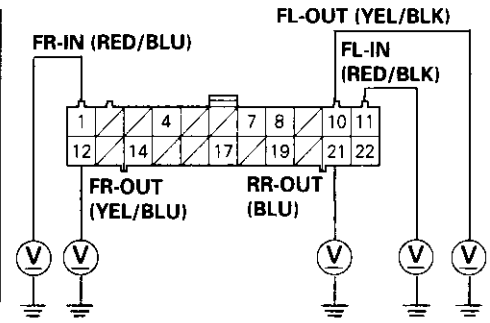 FL-OUT (YEL/BLK)
FR-IN (RED/BLU)
FL-IN
(RED/BLK)
1 4 7 8 10 11
12 14 17 19 21 22
FR-OUT
(YEL/BLU)
RR-OUT
(BLU)
V V V V V